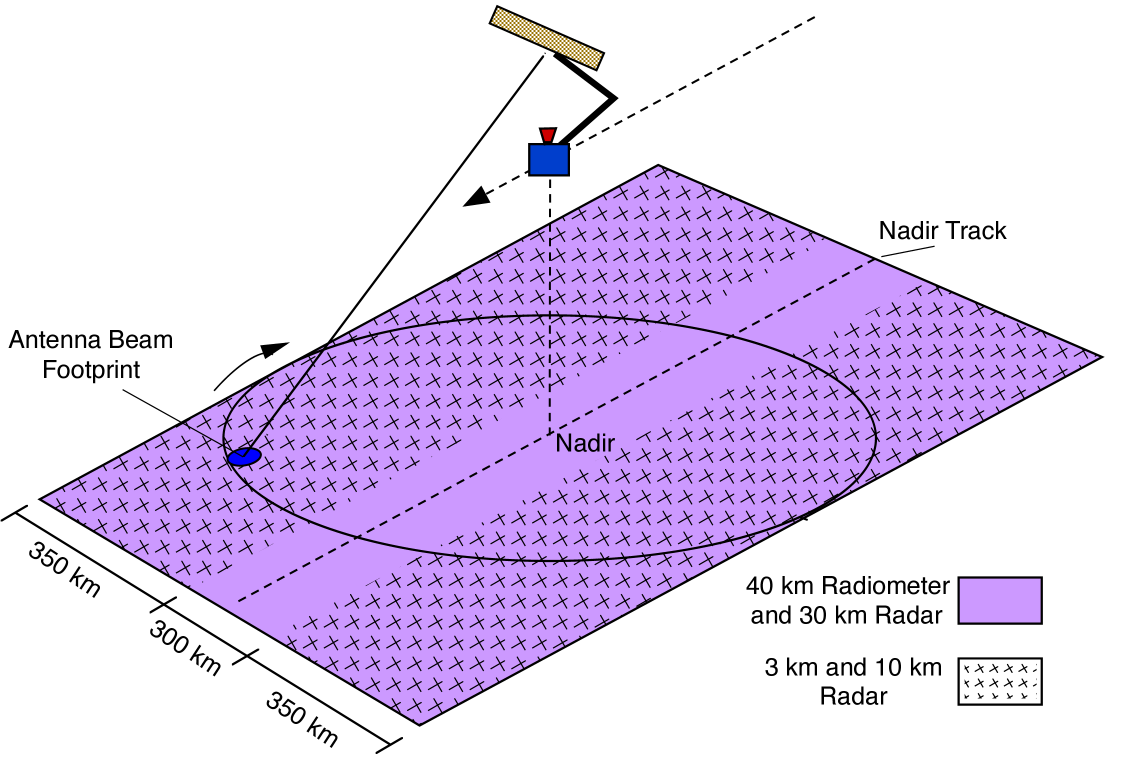 Nadir Track
Antenna Beam
Footprint
Nadir
350 km
300 km
350 km
40 km Radiometer
and 30 km Radar
3 km and 10 km
Radar